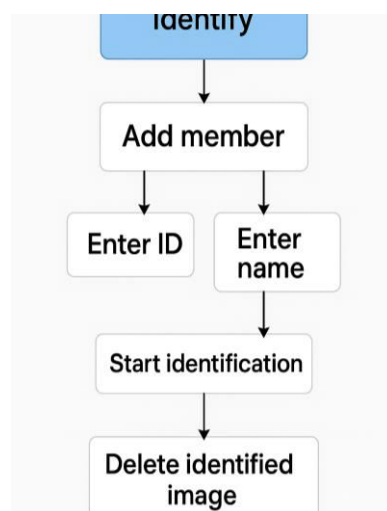 Identify
Add member
Enter ID
Enter
name
Start identification
Delete identified
image